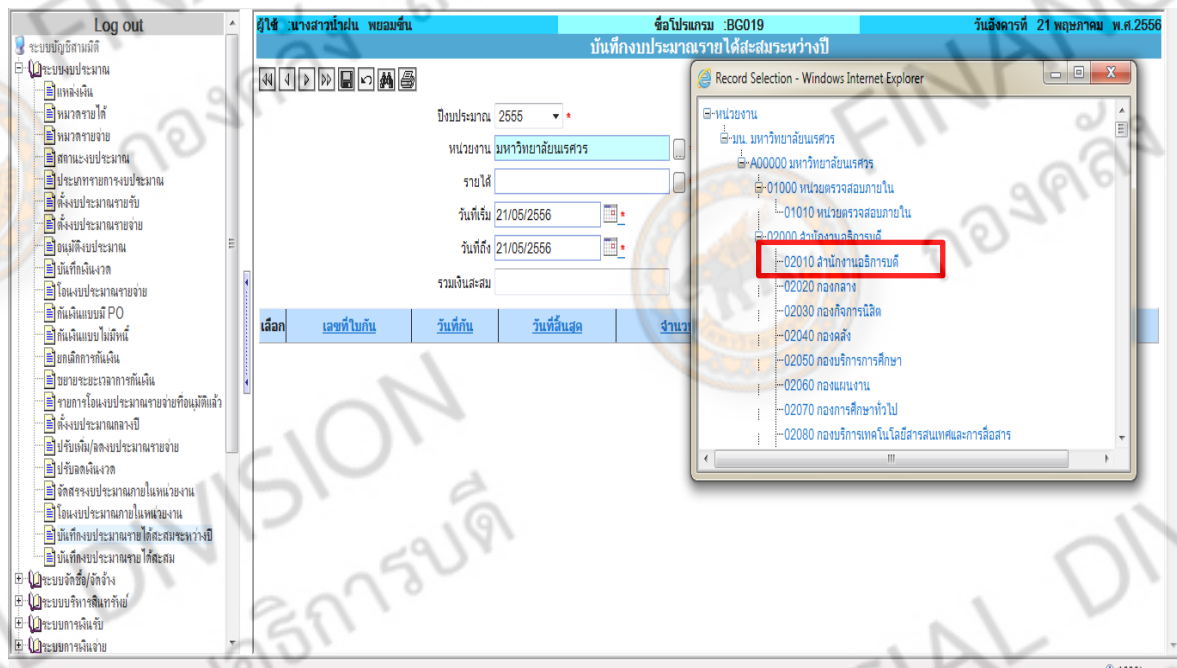 Log out
ระบบบัญชีสามมิติ
ระบบงบประมาณ
แหล่งเงิน
หมวดรายได้
หมวดรายจ่าย
สถานะงบประมาณ
ประเภทรายการงบประมาณ
ตั้งงบประมาณรายรับ
ตั้งงบประมาณรายจ่าย
อนุมัติงบประมาณ
บันทึกเงินงวด
โอนงบประมาณรายจ่าย
กันเงินแบบมี PO
กันเงินแบบไม่มีหนี้
ยกเลิกการกันเงิน
ขยายระยะเวลาการกันเงิน
รายการโอนงบประมาณรายจ่ายที่อนุมัติแล้ว
ตั้งงบประมาณกลางปี
ปรับเพิ่ม/ลดงบประมาณรายจ่าย
ปรับลดเงินงวด
จัดสรรงบประมาณภายในหน่วยงาน
โอนงบประมาณภายในหน่วยงาน
บันทึกงบประมาณรายได้สะสมระหว่างปี
บันทึกงบประมาณรายได้สะสม
ระบบจัดซื้อ/จัดจ้าง
ระบบบริหารสินทรัพย์
ระบบการเงินรับ
ระบบการเงินจ่าย
ผู้ใช้ :นางสาวน้ำฝน พยอมชื่น ชื่อโปรแกรม :BG019 วันอังคารที่ 21 พฤษภาคม พ.ศ.2556
บันทึกงบประมาณรายได้สะสมระหว่างปี
ปีงบประมาณ 2555 *
หน่วยงาน มหาวิทยาลัยนเรศวร ...
รายได้
วันที่เริ่ม 21/05/2556 *
วันที่ถึง 21/05/2556 *
รวมเงินสะสม
เลือก เลขที่ใบกัน วันที่กัน วันที่สิ้นสุด
Record Selection - Windows Internet Explorer
หน่วยงาน
มน. มหาวิทยาลัยนเรศวร
A00000 มหาวิทยาลัยนเรศวร
01000 หน่วยตรวจสอบภายใน
01010 หน่วยตรวจสอบภายใน
02000 สำนักงานอธิการบดี
02010 สำนักงานอธิการบดี
02020 กองกลาง
02030 กองกิจการนิสิต
02040 กองคลัง
02050 กองบริการการศึกษา
02060 กองแผนงาน
02070 กองการศึกษาทั่วไป
02080 กองบริการเทคโนโลยีสารสนเทศและการสื่อสาร